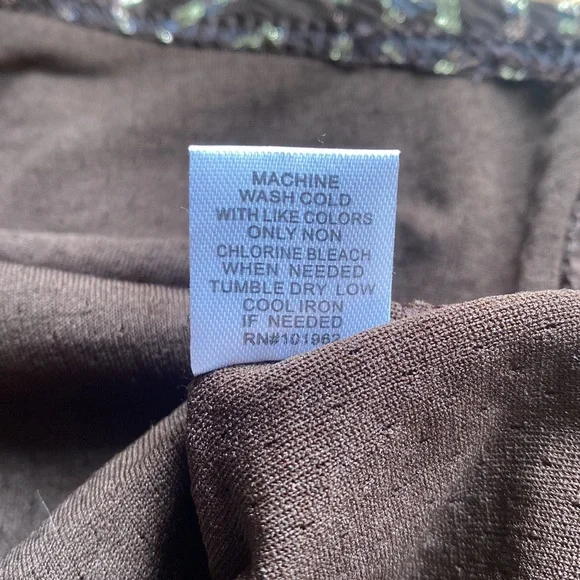 MACHINE
WASH COLD
WITH LIKE COLORS
ONLY NON
CHLORINE BLEACH
WHEN NEEDED
TUMBLE DRY LOW
COOL IRON
IF NEEDED
RN#101962